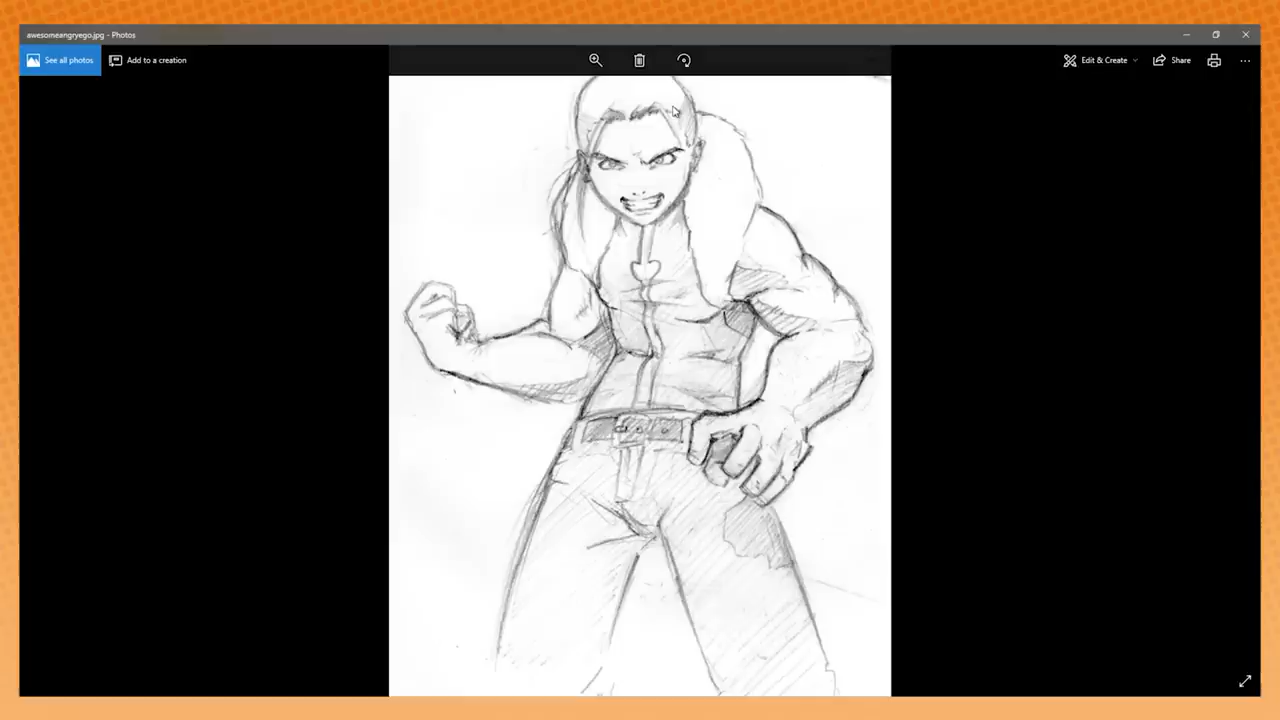 awesomeangryego.jpg - Photos
See all photos
Add to a creation
Edit & Create
Share